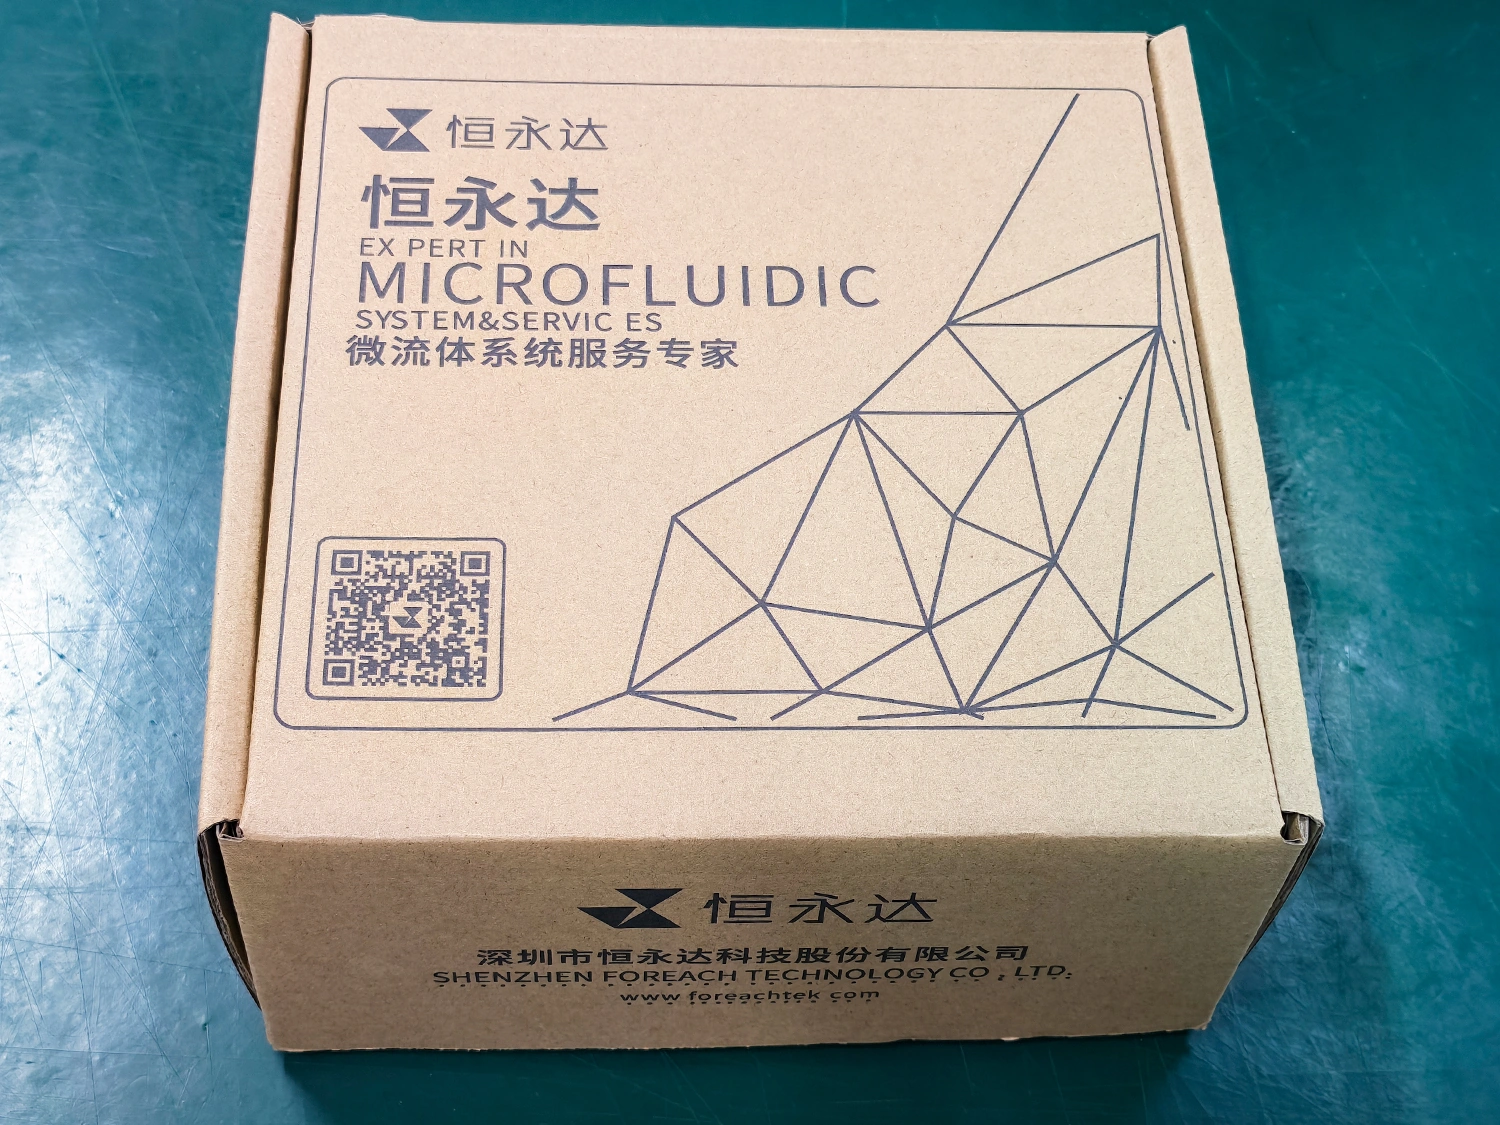 恒永达
恒永达
EX PERT IN
MICROFLUIDIC
SYSTEM&SERVIC ES
微流体系统服务专家
恒永达
深圳市恒永达科技股份有限公司
SHENZHEN FOREACH TECHNOLOGY CO., LTD.
www.foreachtek.com